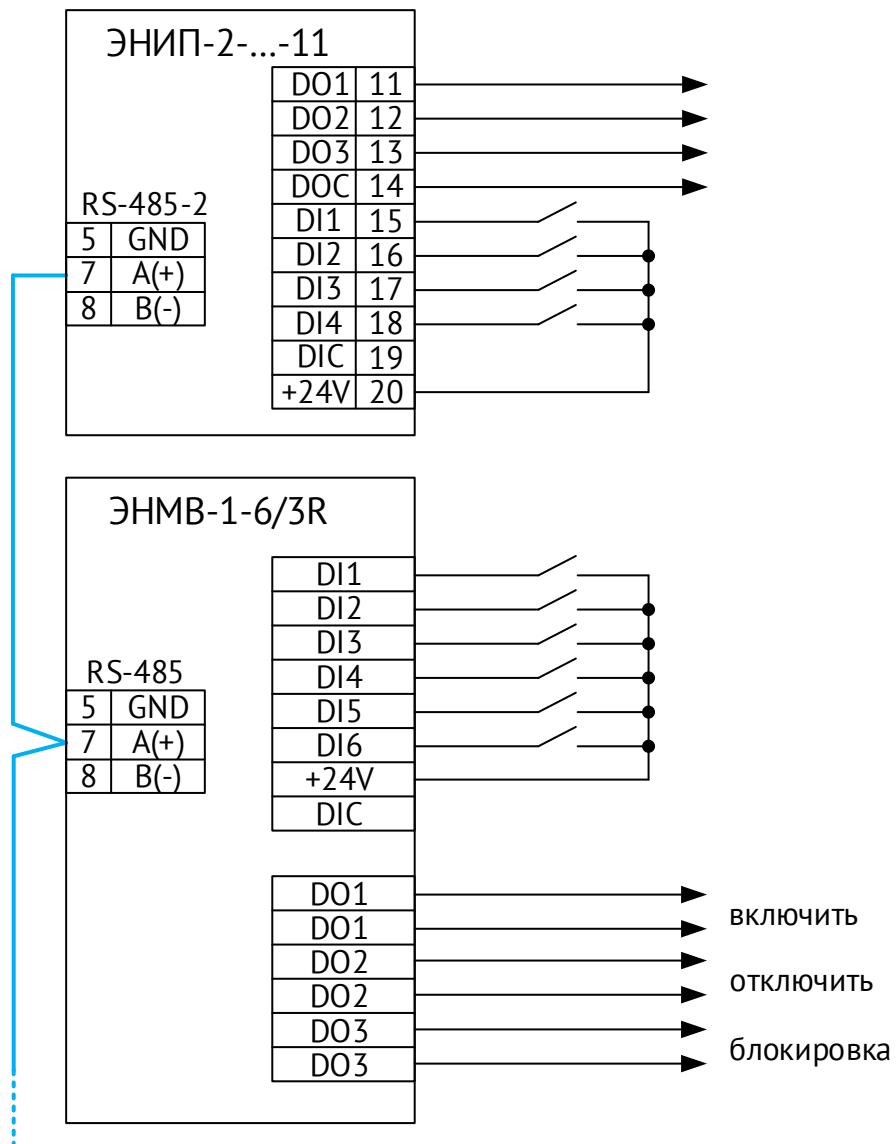 ЭНИП-2-...-11
DO1 11
DO2 12
DO3 13
DOC 14
RS-485-2
DI1 15
5 GND
DI2 16
7 A(+)
DI3 17
8 B(-)
DI4 18
DIC 19
+24V 20
ЭНМВ-1-6/3R
DI1
DI2
DI3
RS-485
DI4
5 GND
DI5
7 A(+)
DI6
8 B(-)
+24V
DIC
DO1
включить
DO1
DO2
отключить
DO2
DO3
блокировка
DO3